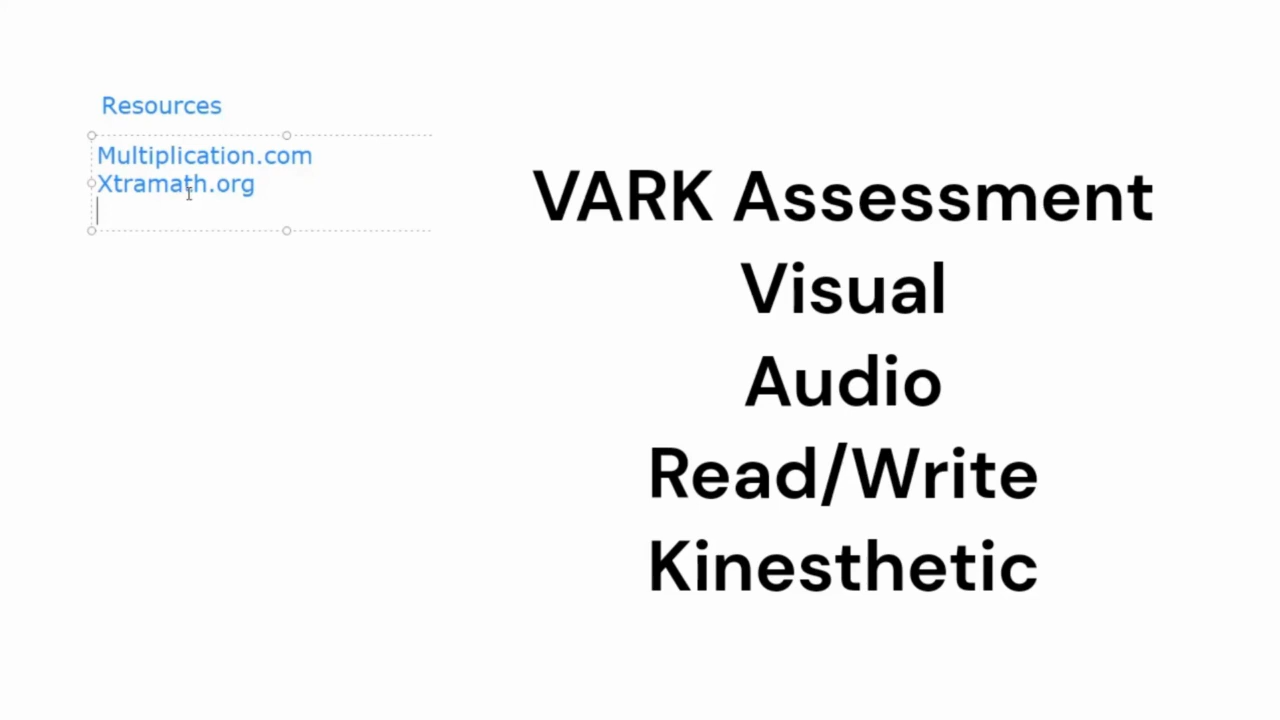 Resources
Multiplication.com
Xtramath.org
VARK Assessment
Visual
Audio
Read/Write
Kinesthetic